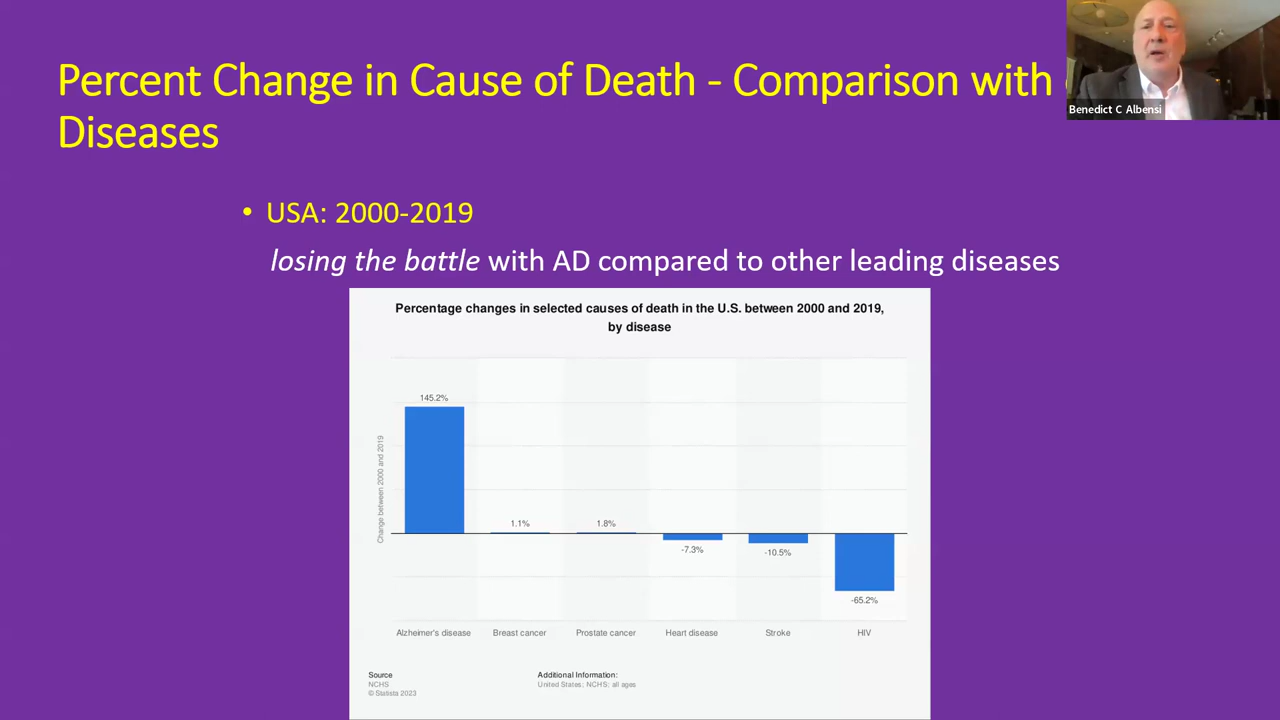 Percent Change in Cause of Death - Comparison with
Diseases
Benedict C Albensi
• USA: 2000-2019
losing the battle with AD compared to other leading diseases
Percentage changes in selected causes of death in the U.S. between 2000 and 2019,
by disease
Change between 2000 and 2019
145.2%
1.1%
1.8%
-7.3%
-10.5%
-65.2%
Alzheimer's disease
Breast cancer
Prostate cancer
Heart disease
Stroke
HIV
Source
NCHS
© Statista 2023
Additional Information:
United States; NCHS; all ages